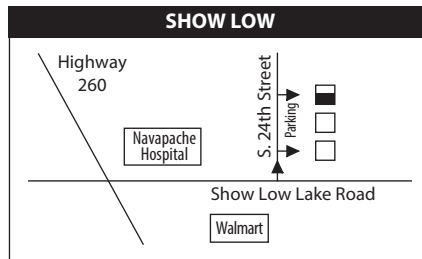 SHOW LOW
Highway
260
S. 24th Street
Parking
Navapache
Hospital
Show Low Lake Road
Walmart